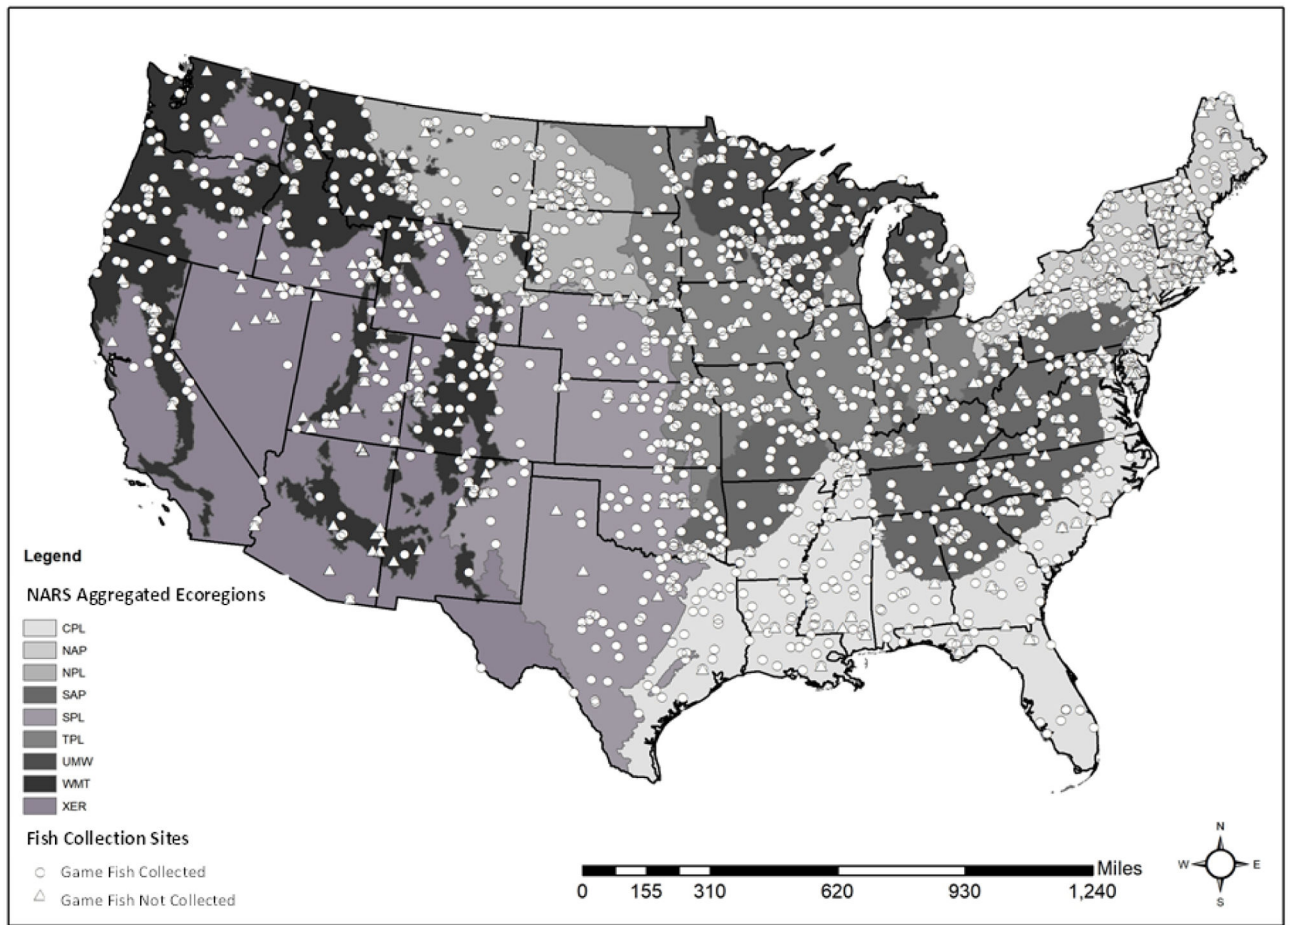 Legend
NARS Aggregated Ecoregions
CPL
NAP
NPL
SAP
SPL
TPL
UMW
WMT
XER
Fish Collection Sites
Game Fish Collected
Game Fish Not Collected
Miles
0 155 310 620 930 1,240
N
W E
S